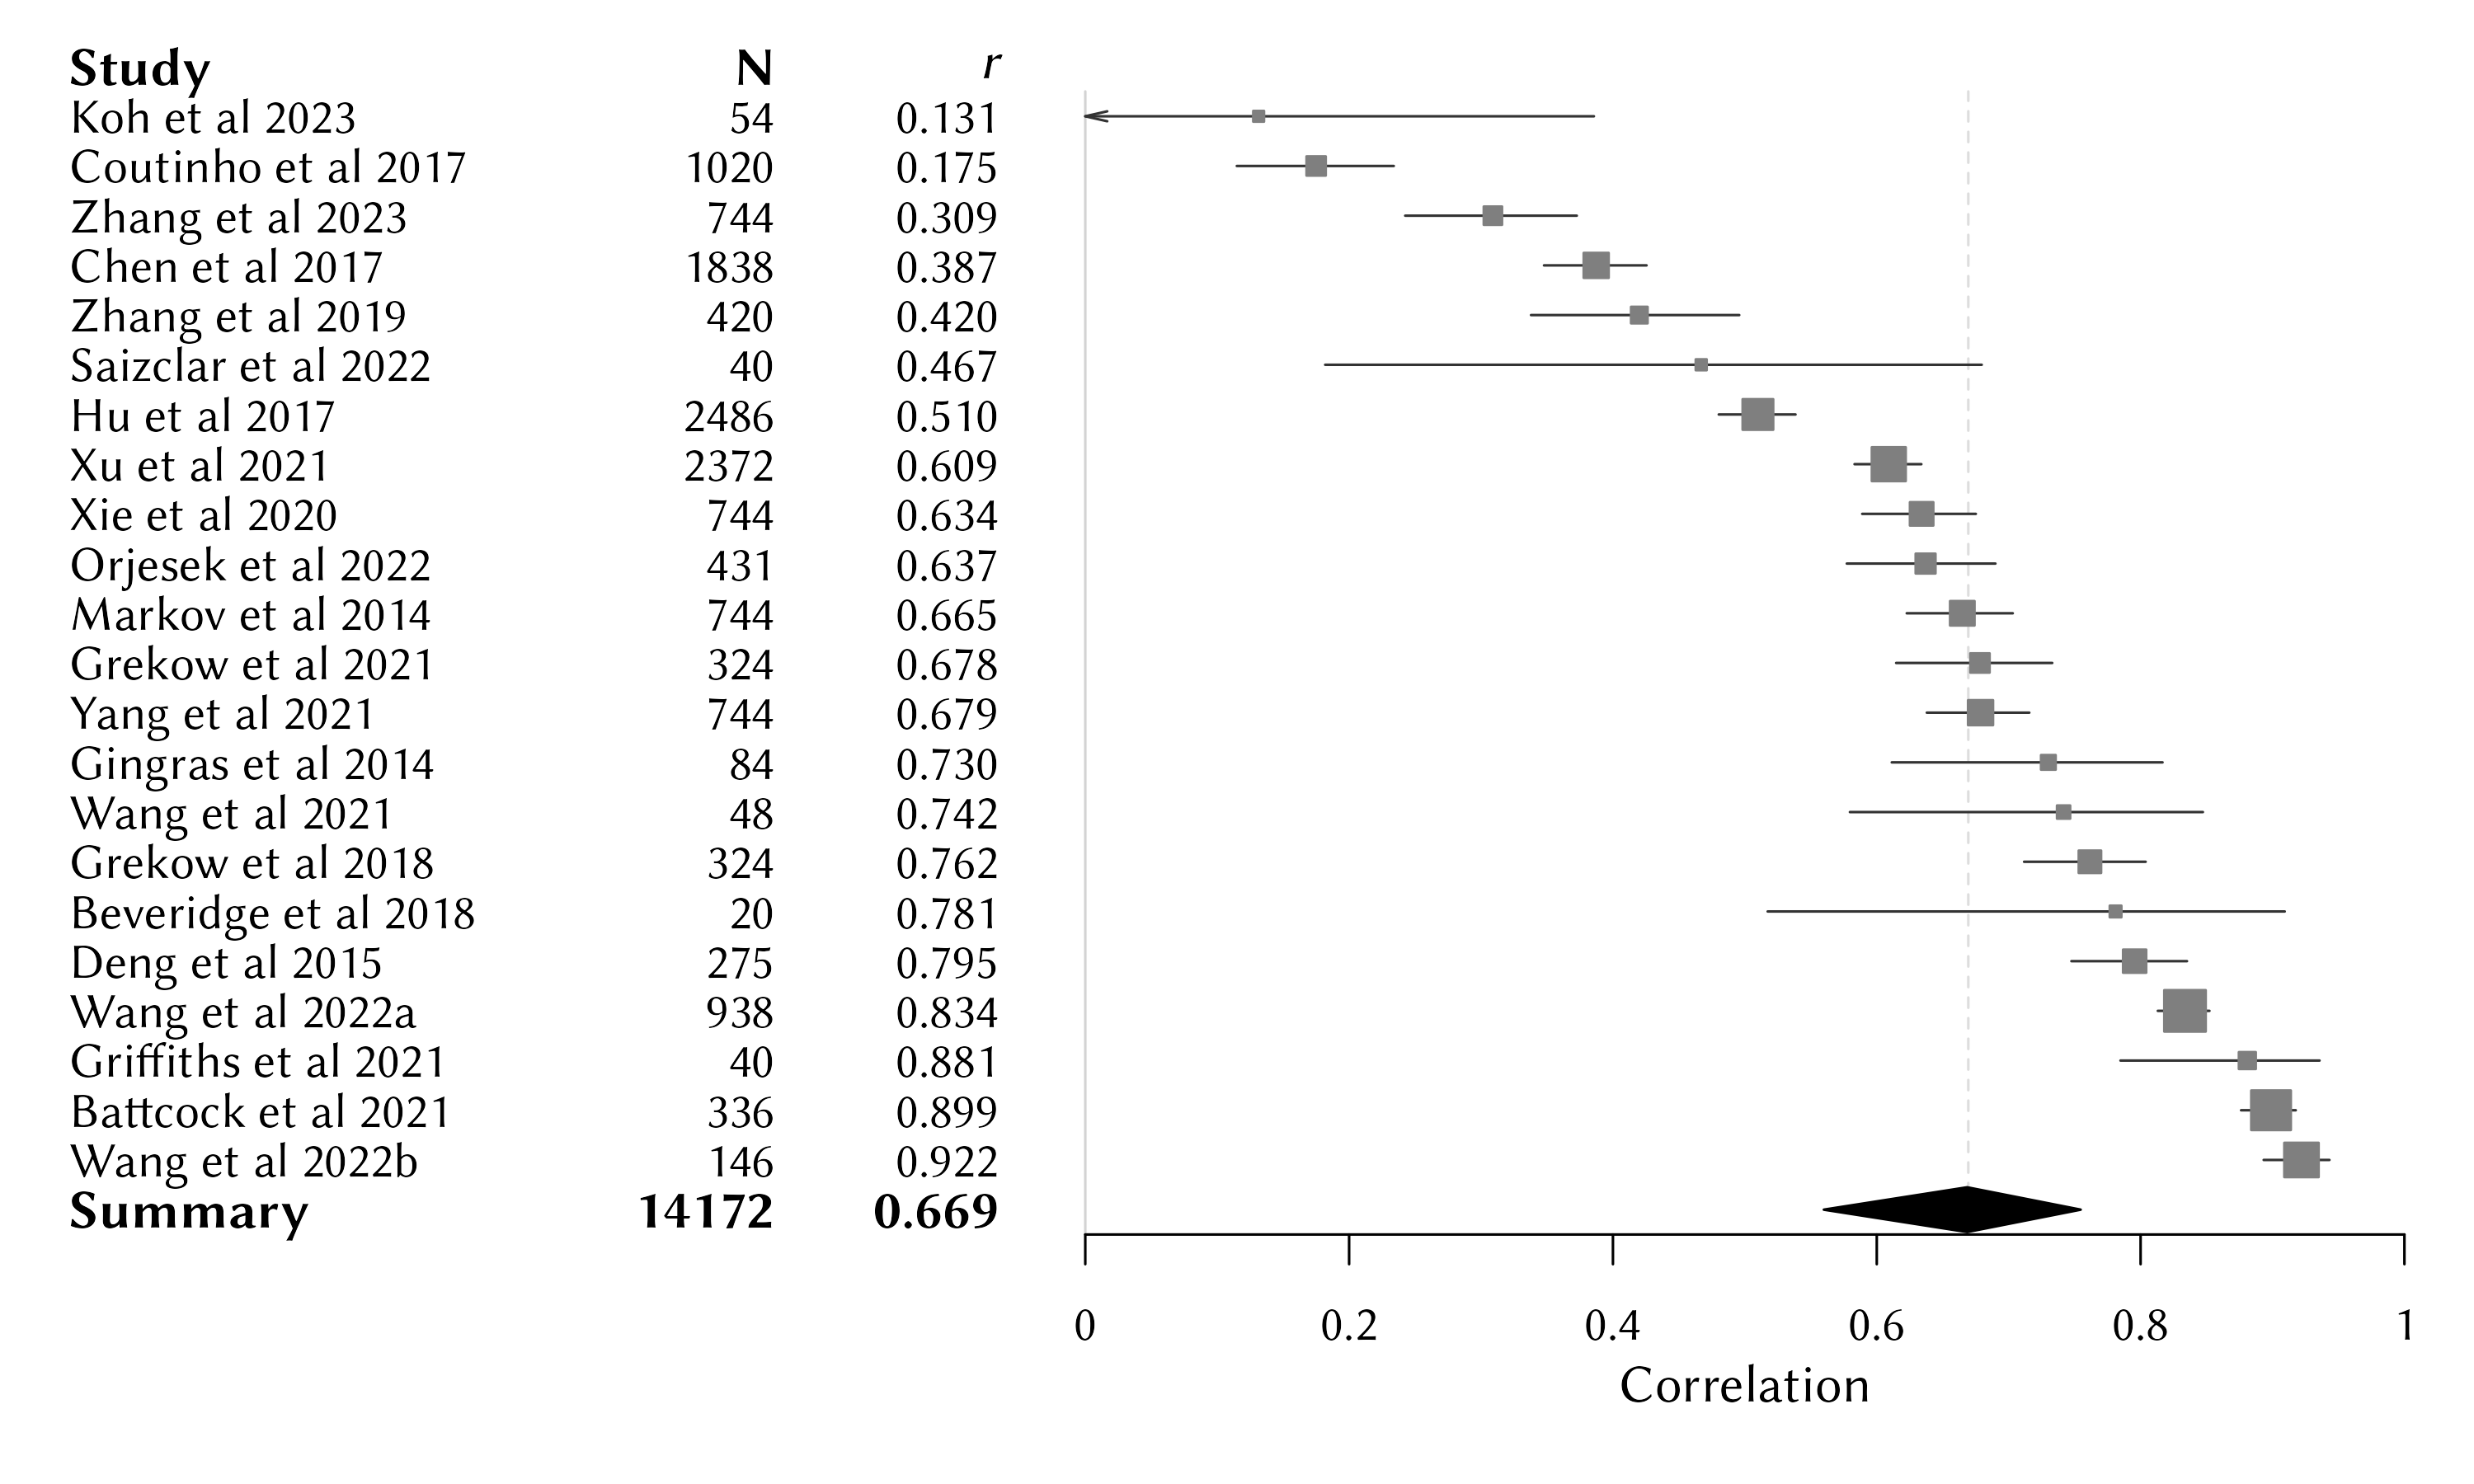 Study N r
Koh et al 2023 54 0.131
Coutinho et al 2017 1020 0.175
Zhang et al 2023 744 0.309
Chen et al 2017 1838 0.387
Zhang et al 2019 420 0.420
Saizclar et al 2022 40 0.467
Hu et al 2017 2486 0.510
Xu et al 2021 2372 0.609
Xie et al 2020 744 0.634
Orjesek et al 2022 431 0.637
Markov et al 2014 744 0.665
Grekow et al 2021 324 0.678
Yang et al 2021 744 0.679
Gingras et al 2014 84 0.730
Wang et al 2021 48 0.742
Grekow et al 2018 324 0.762
Beveridge et al 2018 20 0.781
Deng et al 2015 275 0.795
Wang et al 2022a 938 0.834
Griffiths et al 2021 40 0.881
Battcock et al 2021 336 0.899
Wang et al 2022b 146 0.922
Summary 14172 0.669
0 0.2 0.4 0.6 0.8 1
Correlation